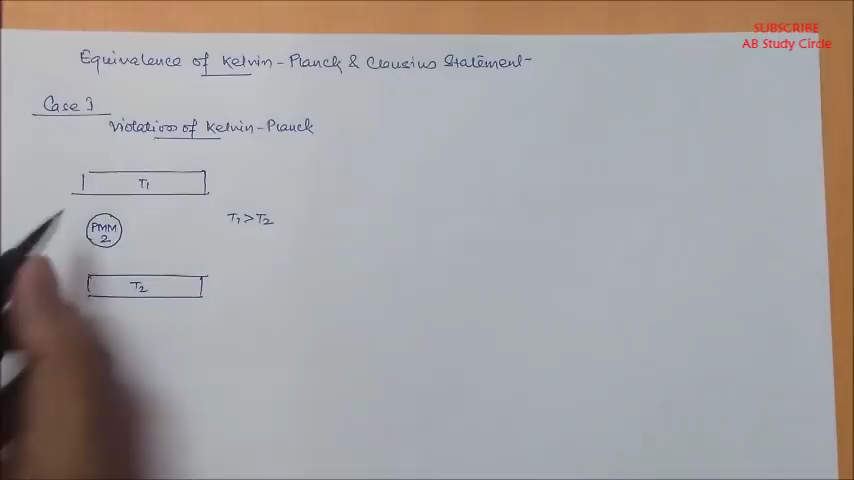 SUBSCRIBE
AB Study Circle
Equivalence of Kelvin-Planck & Clausius Statement-
Case I
Violation of Kelvin-Planck
T1
T1>T2
PMM
2
T2